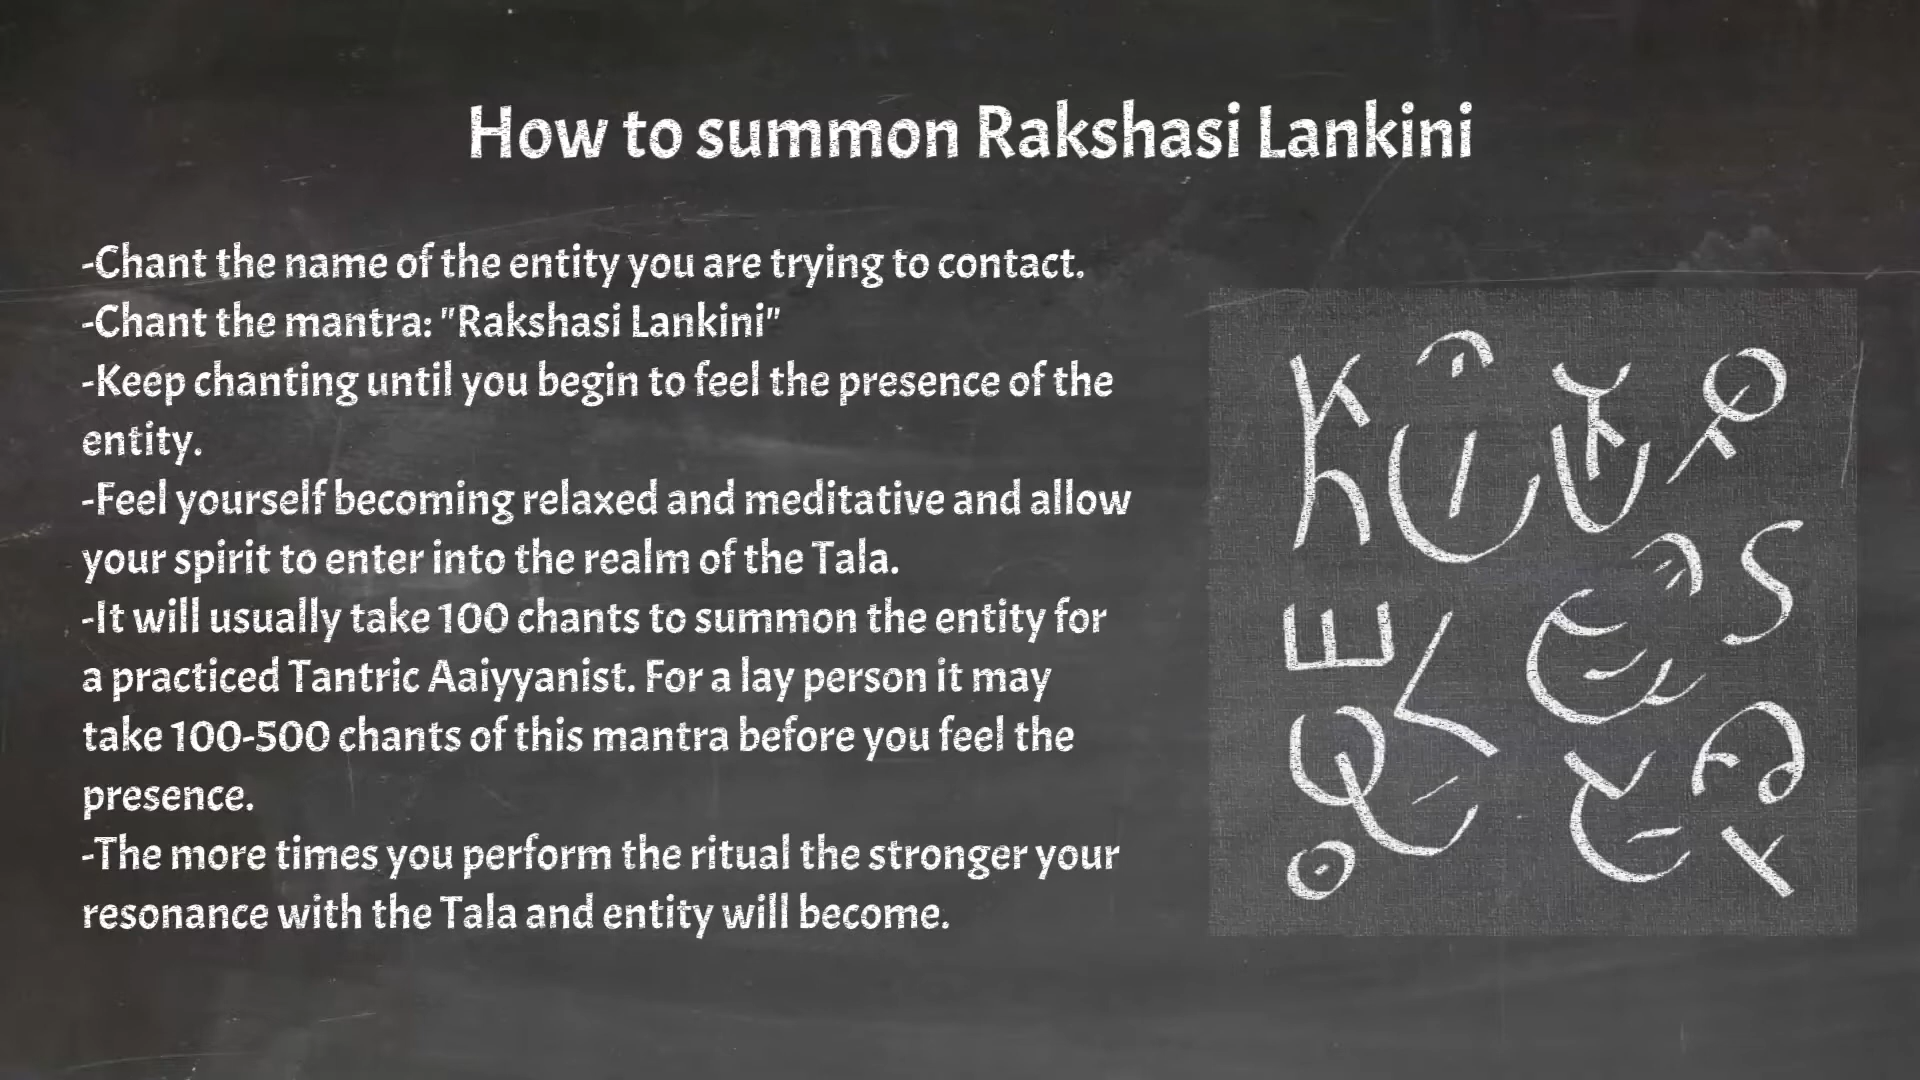 How to summon Rakshasi Lankini
-Chant the name of the entity you are trying to contact.
-Chant the mantra: "Rakshasi Lankini"
-Keep chanting until you begin to feel the presence of the
entity.
-Feel yourself becoming relaxed and meditative and allow
your spirit to enter into the realm of the Tala.
-It will usually take 100 chants to summon the entity for
a practiced Tantric Aaiyyanist. For a lay person it may
take 100-500 chants of this mantra before you feel the
presence.
-The more times you perform the ritual the stronger your
resonance with the Tala and entity will become.